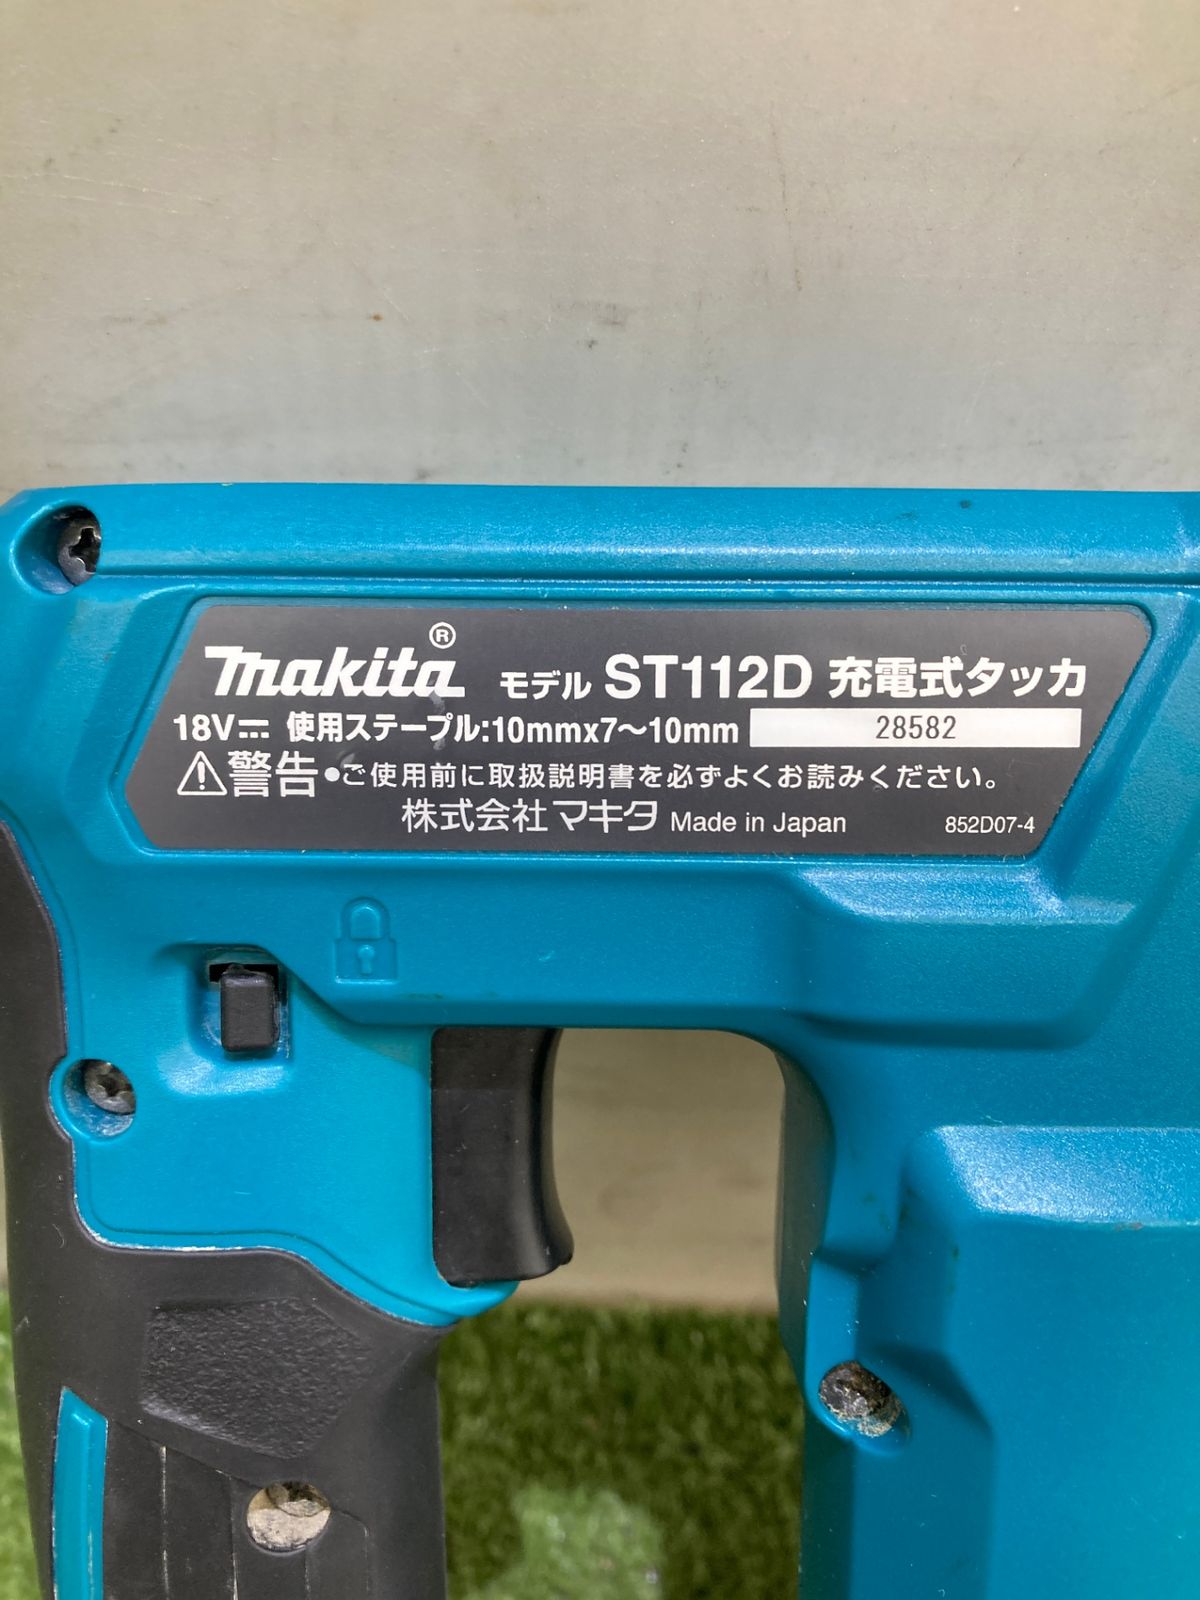 makita® モデル ST112D 充電式タッカ
18V⎓ 使用ステープル:10mmx7～10mm 28582
⚠警告●ご使用前に取扱説明書を必ずよくお読みください。
株式会社マキタ Made in Japan 852D07-4